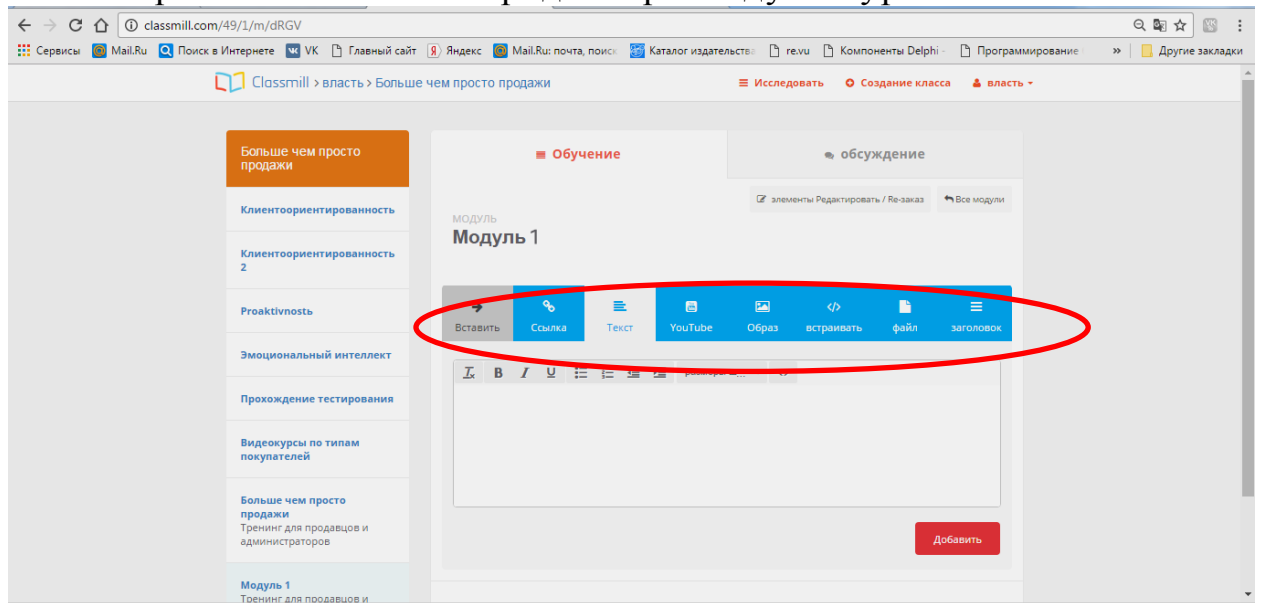 classmill.com/49/1/m/dRGV
Сервисы Mail.Ru Поиск в Интернете VK Главный сайт Яндекс Mail.Ru: почта, поиск Каталог издательства re.vu Компоненты Delphi - Программирование » Другие закладки
Classmill > власть > Больше чем просто продажи Исследовать Создание класса власть
Больше чем просто
продажи
Клиентоориентированность
Клиентоориентированность
2
Proaktivnostь
Эмоциональный интеллект
Прохождение тестирования
Видеокурсы по типам
покупателей
Больше чем просто
продажи
Тренинг для продавцов и
администраторов
Модуль 1
Тренинг для продавцов и
Обучение обсуждение
элементы Редактировать / Re-заказ Все модули
модуль
Модуль 1
Вставить Ссылка Текст YouTube Образ встраивать файл заголовок
Добавить